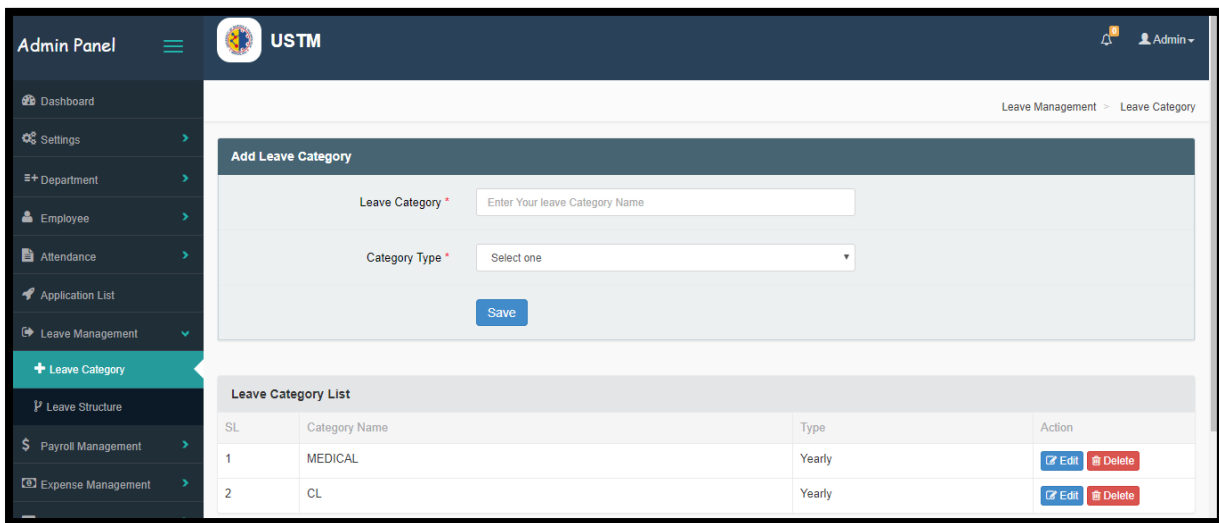 Admin Panel
USTM
0
Admin
Dashboard
Leave Management > Leave Category
Settings
Department
Employee
Attendance
Application List
Leave Management
Leave Category
Leave Structure
Payroll Management
Expense Management
Add Leave Category
Leave Category *
Enter Your leave Category Name
Category Type *
Select one
Save
Leave Category List
SL Category Name Type Action
1 MEDICAL Yearly Edit Delete
2 CL Yearly Edit Delete